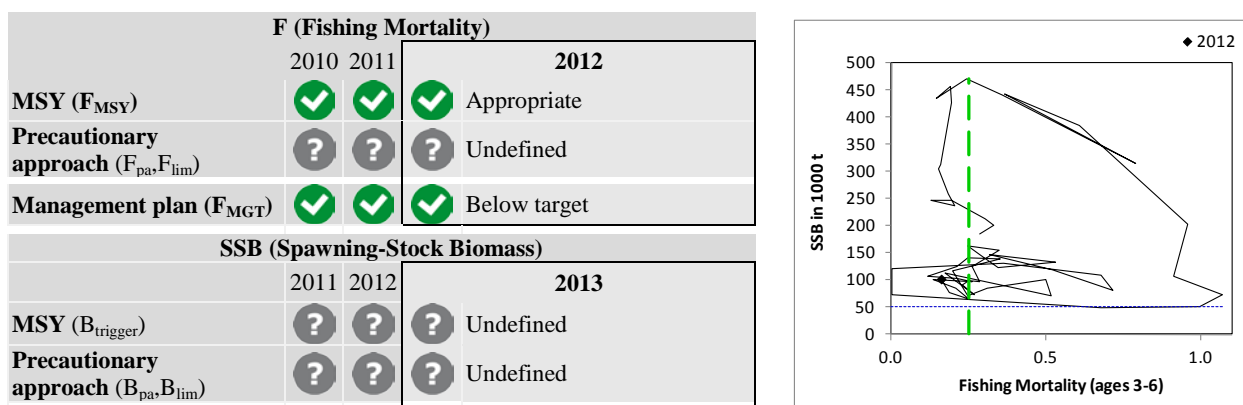 F (Fishing Mortality)
2010 2011 2012
MSY (FMSY) Appropriate
Precautionary
approach (Fpa,Flim) Undefined
Management plan (FMGT) Below target
SSB (Spawning-Stock Biomass)
2011 2012 2013
MSY (Btrigger) ? ? ? Undefined
Precautionary
approach (Bpa,Blim) ? ? ? Undefined
2012
500
450
400
350
300
250
200
150
100
50
0
SSB in 1000 t
0.0 0.5 1.0
Fishing Mortality (ages 3-6)